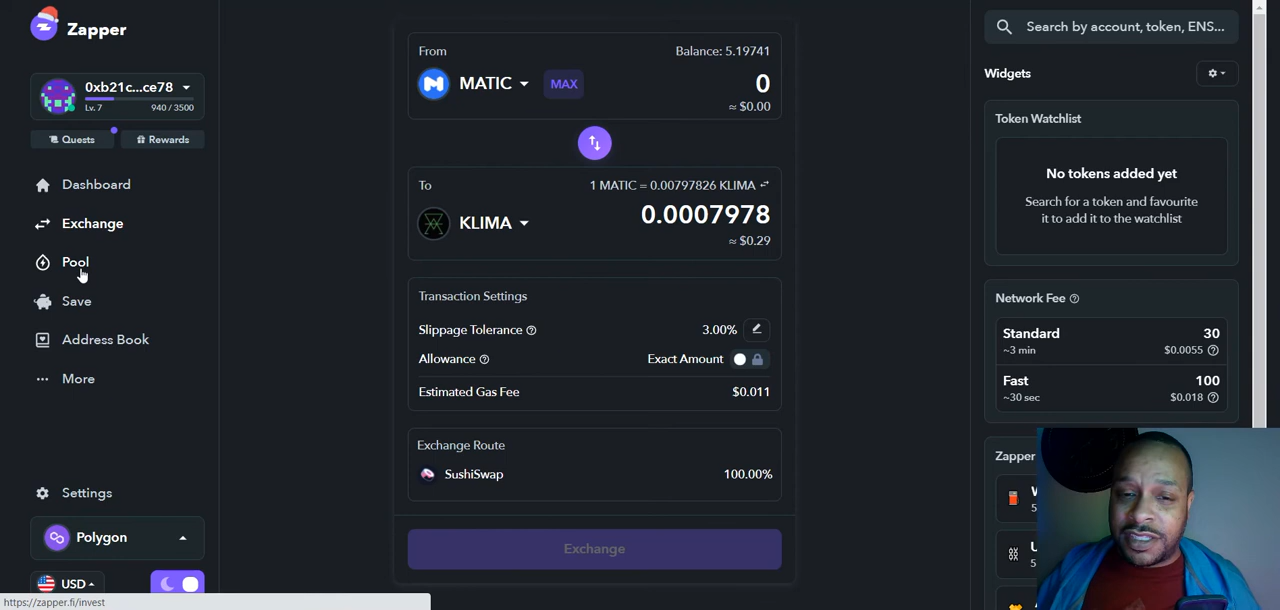 Zapper
0xb21c...ce78
Lv. 7
940 / 3500
Quests
Rewards
Dashboard
Exchange
Pool
Save
Address Book
More
Settings
Polygon
USD
https://zapper.fi/invest
From
Balance: 5.19741
MATIC
MAX
0
≈ $0.00
To
1 MATIC = 0.00797826 KLIMA
KLIMA
0.0007978
≈ $0.29
Transaction Settings
Slippage Tolerance
3.00%
Allowance
Exact Amount
Estimated Gas Fee
$0.011
Exchange Route
SushiSwap
100.00%
Exchange
Search by account, token, ENS...
Widgets
Token Watchlist
No tokens added yet
Search for a token and favourite
it to add it to the watchlist
Network Fee
Standard
30
~3 min
$0.0055
Fast
100
~30 sec
$0.018
Zapper